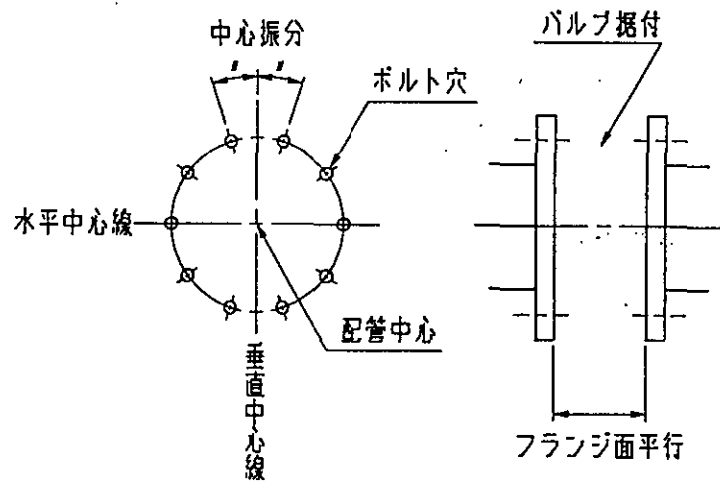 中心振分
バルブ据付
ボルト穴
水平中心線
配管中心
垂直中心線
フランジ面平行